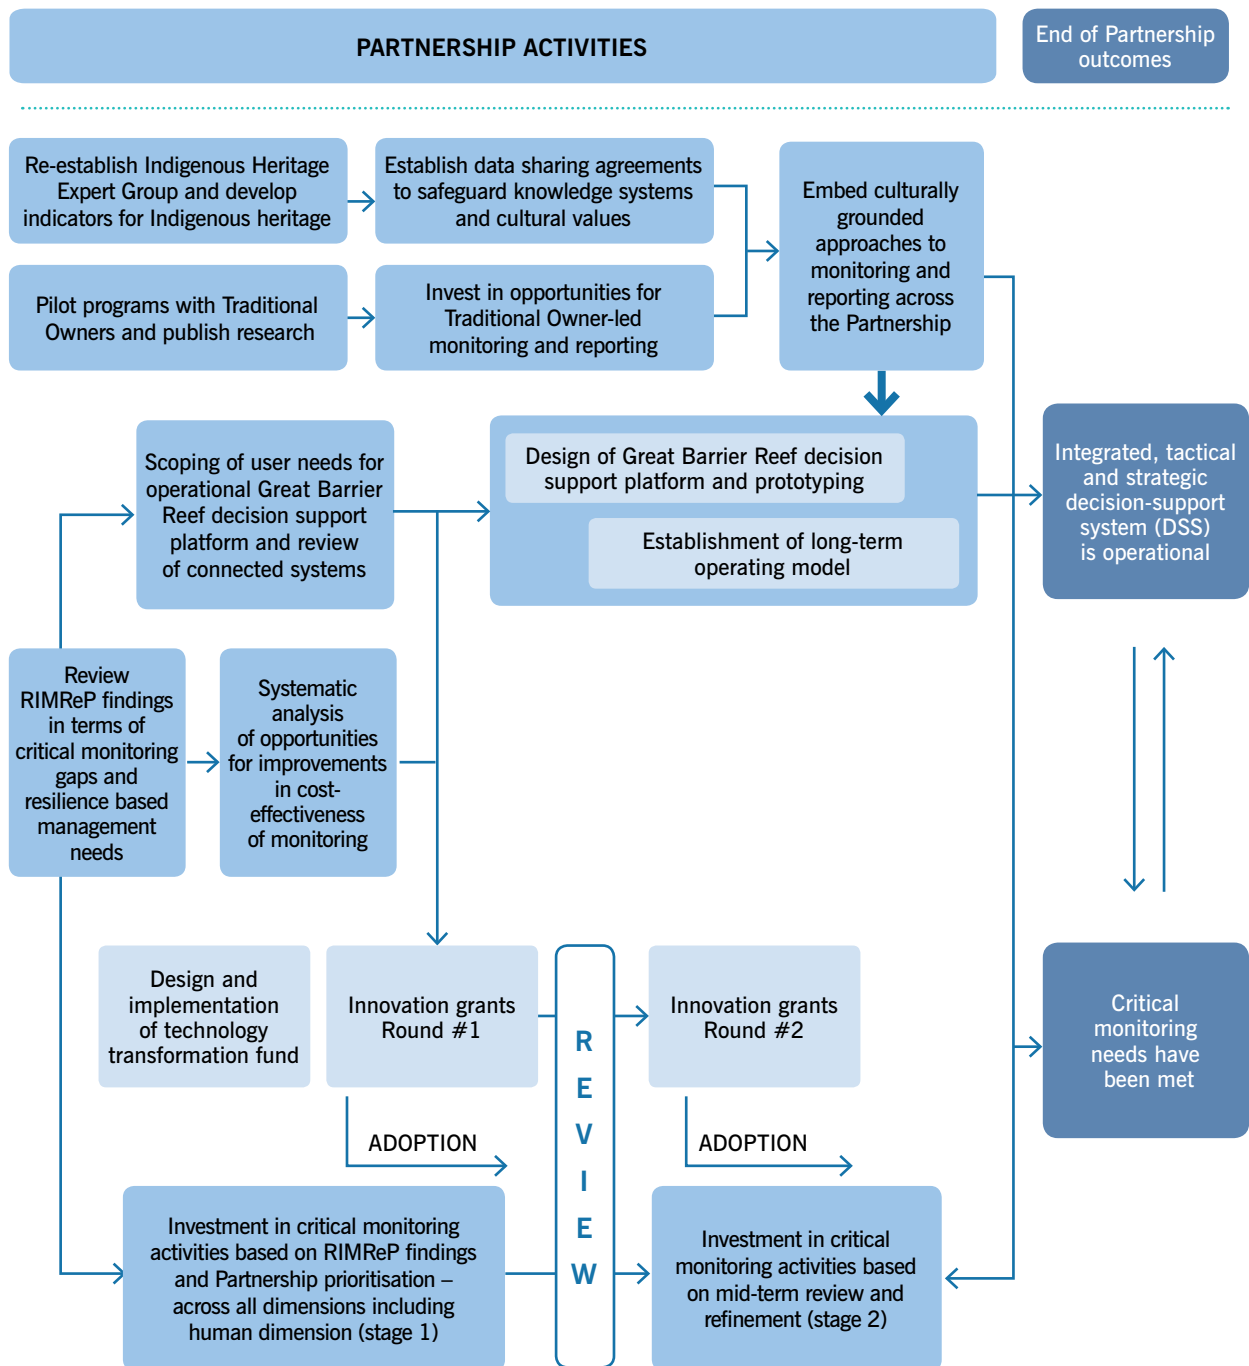 PARTNERSHIP ACTIVITIES
End of Partnership
outcomes
Re-establish Indigenous Heritage
Expert Group and develop
indicators for Indigenous heritage
Establish data sharing agreements
to safeguard knowledge systems
and cultural values
Embed culturally
grounded
approaches to
monitoring and
reporting across
the Partnership
Pilot programs with Traditional
Owners and publish research
Invest in opportunities for
Traditional Owner-led
monitoring and reporting
Scoping of user needs for
operational Great Barrier
Reef decision support
platform and review
of connected systems
Design of Great Barrier Reef decision
support platform and prototyping
Establishment of long-term
operating model
Integrated, tactical
and strategic
decision-support
system (DSS)
is operational
Review
RIMReP findings
in terms of
critical monitoring
gaps and
resilience based
management
needs
Systematic
analysis
of opportunities
for improvements
in cost-
effectiveness
of monitoring
Design and
implementation
of technology
transformation fund
Innovation grants
Round #1
REVIEW
Innovation grants
Round #2
Critical
monitoring
needs have
been met
ADOPTION
ADOPTION
Investment in critical monitoring
activities based on RIMReP findings
and Partnership prioritisation –
across all dimensions including
human dimension (stage 1)
Investment in critical
monitoring activities based
on mid-term review and
refinement (stage 2)